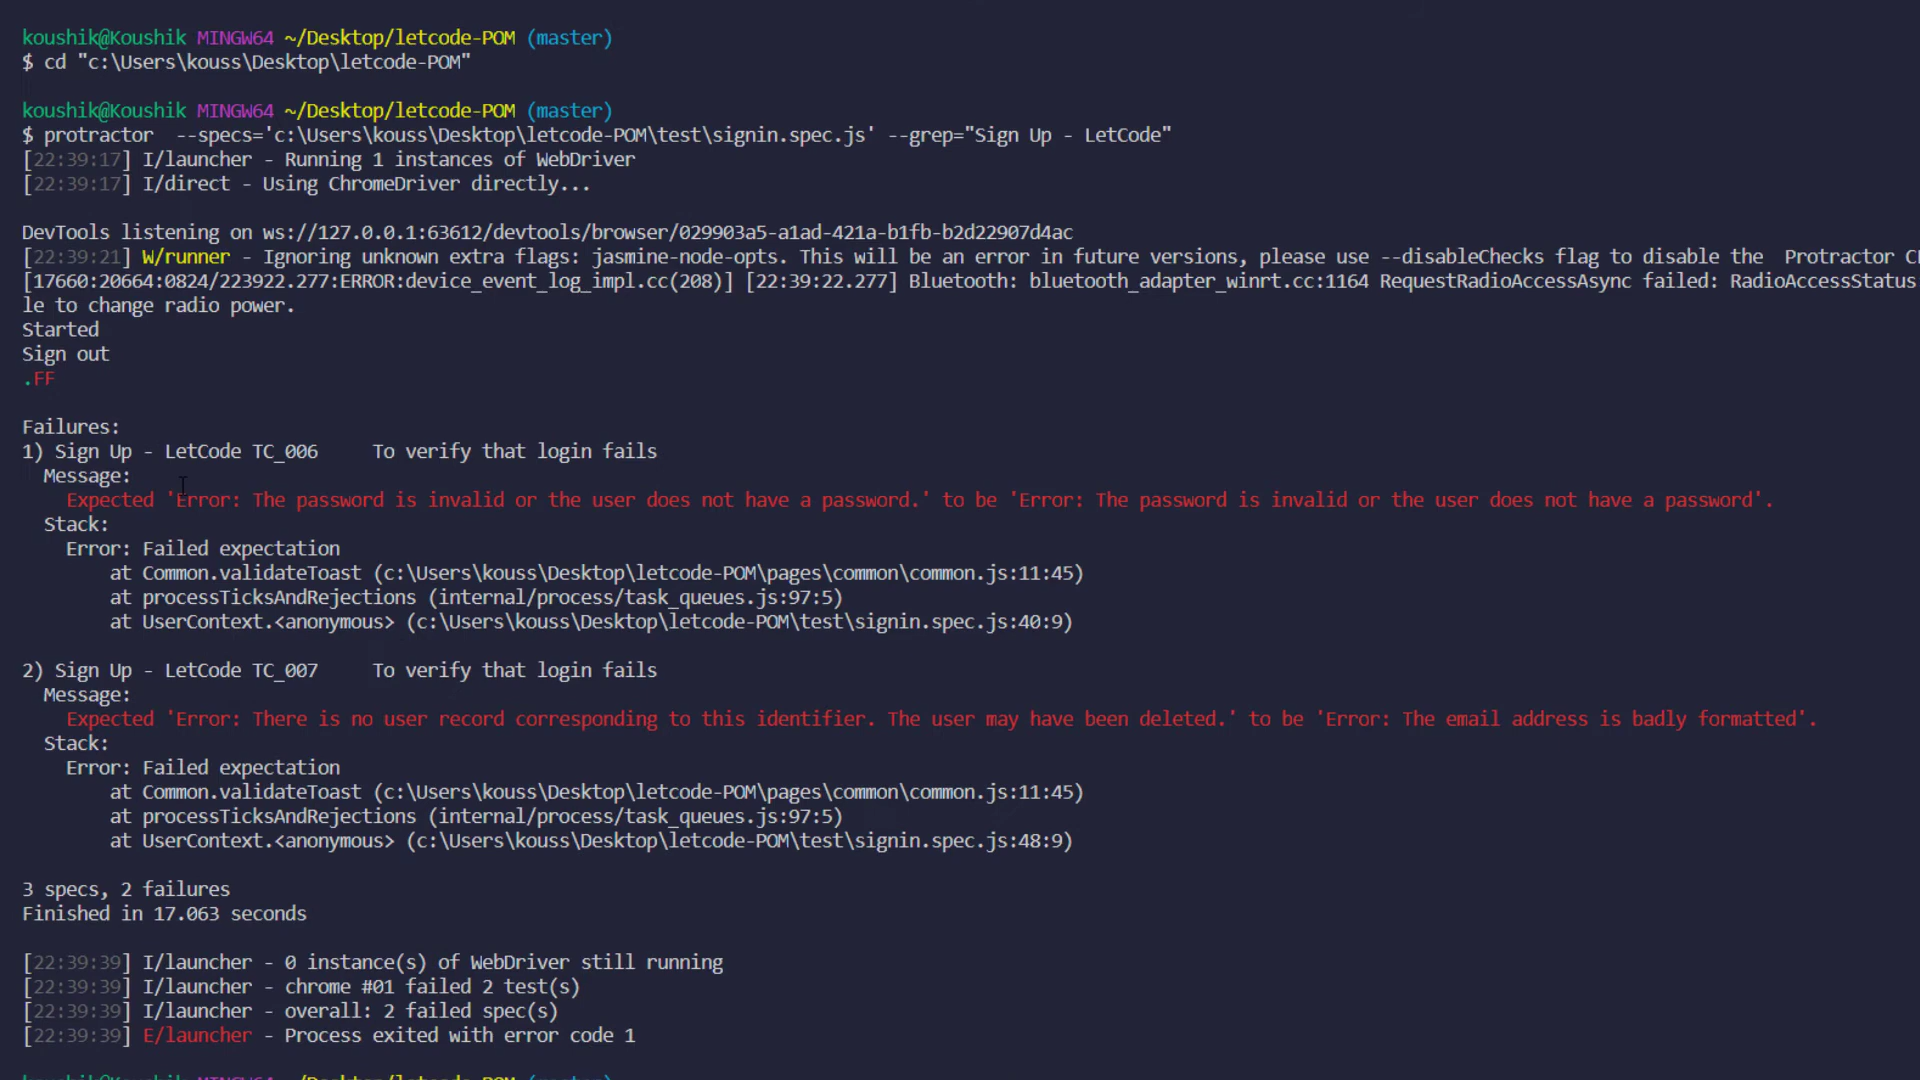 koushik@Koushik MINGW64 ~/Desktop/letcode-POM (master)
$ cd "c:\Users\kouss\Desktop\letcode-POM"
koushik@Koushik MINGW64 ~/Desktop/letcode-POM (master)
$ protractor  --specs='c:\Users\kouss\Desktop\letcode-POM\test\signin.spec.js' --grep="Sign Up - LetCode"
[22:39:17] I/launcher - Running 1 instances of WebDriver
[22:39:17] I/direct - Using ChromeDriver directly...
DevTools listening on ws://127.0.0.1:63612/devtools/browser/029903a5-a1ad-421a-b1fb-b2d22907d4ac
[22:39:21] W/runner - Ignoring unknown extra flags: jasmine-node-opts. This will be an error in future versions, please use --disableChecks flag to disable the  Protractor
[17660:20664:0824/223922.277:ERROR:device_event_log_impl.cc(208)] [22:39:22.277] Bluetooth: bluetooth_adapter_winrt.cc:1164 RequestRadioAccessAsync failed: RadioAccessStatus
le to change radio power.
Started
Sign out
.FF
Failures:
1) Sign Up - LetCode TC_006     To verify that login fails
Message:
Expected 'Error: The password is invalid or the user does not have a password.' to be 'Error: The password is invalid or the user does not have a password'.
Stack:
Error: Failed expectation
at Common.validateToast (c:\Users\kouss\Desktop\letcode-POM\pages\common\common.js:11:45)
at processTicksAndRejections (internal/process/task_queues.js:97:5)
at UserContext.<anonymous> (c:\Users\kouss\Desktop\letcode-POM\test\signin.spec.js:40:9)
2) Sign Up - LetCode TC_007     To verify that login fails
Message:
Expected 'Error: There is no user record corresponding to this identifier. The user may have been deleted.' to be 'Error: The email address is badly formatted'.
Stack:
Error: Failed expectation
at Common.validateToast (c:\Users\kouss\Desktop\letcode-POM\pages\common\common.js:11:45)
at processTicksAndRejections (internal/process/task_queues.js:97:5)
at UserContext.<anonymous> (c:\Users\kouss\Desktop\letcode-POM\test\signin.spec.js:48:9)
3 specs, 2 failures
Finished in 17.063 seconds
[22:39:39] I/launcher - 0 instance(s) of WebDriver still running
[22:39:39] I/launcher - chrome #01 failed 2 test(s)
[22:39:39] I/launcher - overall: 2 failed spec(s)
[22:39:39] E/launcher - Process exited with error code 1
koushik@Koushik MINGW64 ~/Desktop/letcode-POM (master)